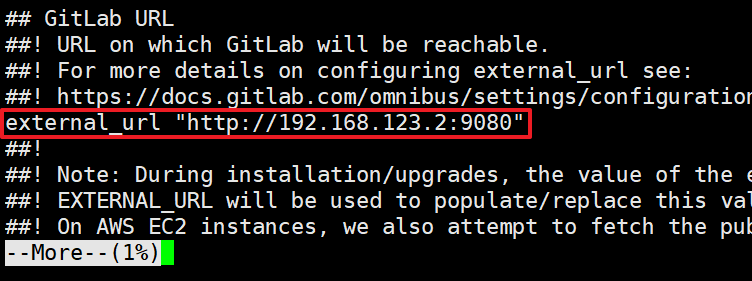 ## GitLab URL
##! URL on which GitLab will be reachable.
##! For more details on configuring external_url see:
##! https://docs.gitlab.com/omnibus/settings/configuration
external_url "http://192.168.123.2:9080"
##!
##! Note: During installation/upgrades, the value of the e
##! EXTERNAL_URL will be used to populate/replace this val
##! On AWS EC2 instances, we also attempt to fetch the pub
--More--(1%)